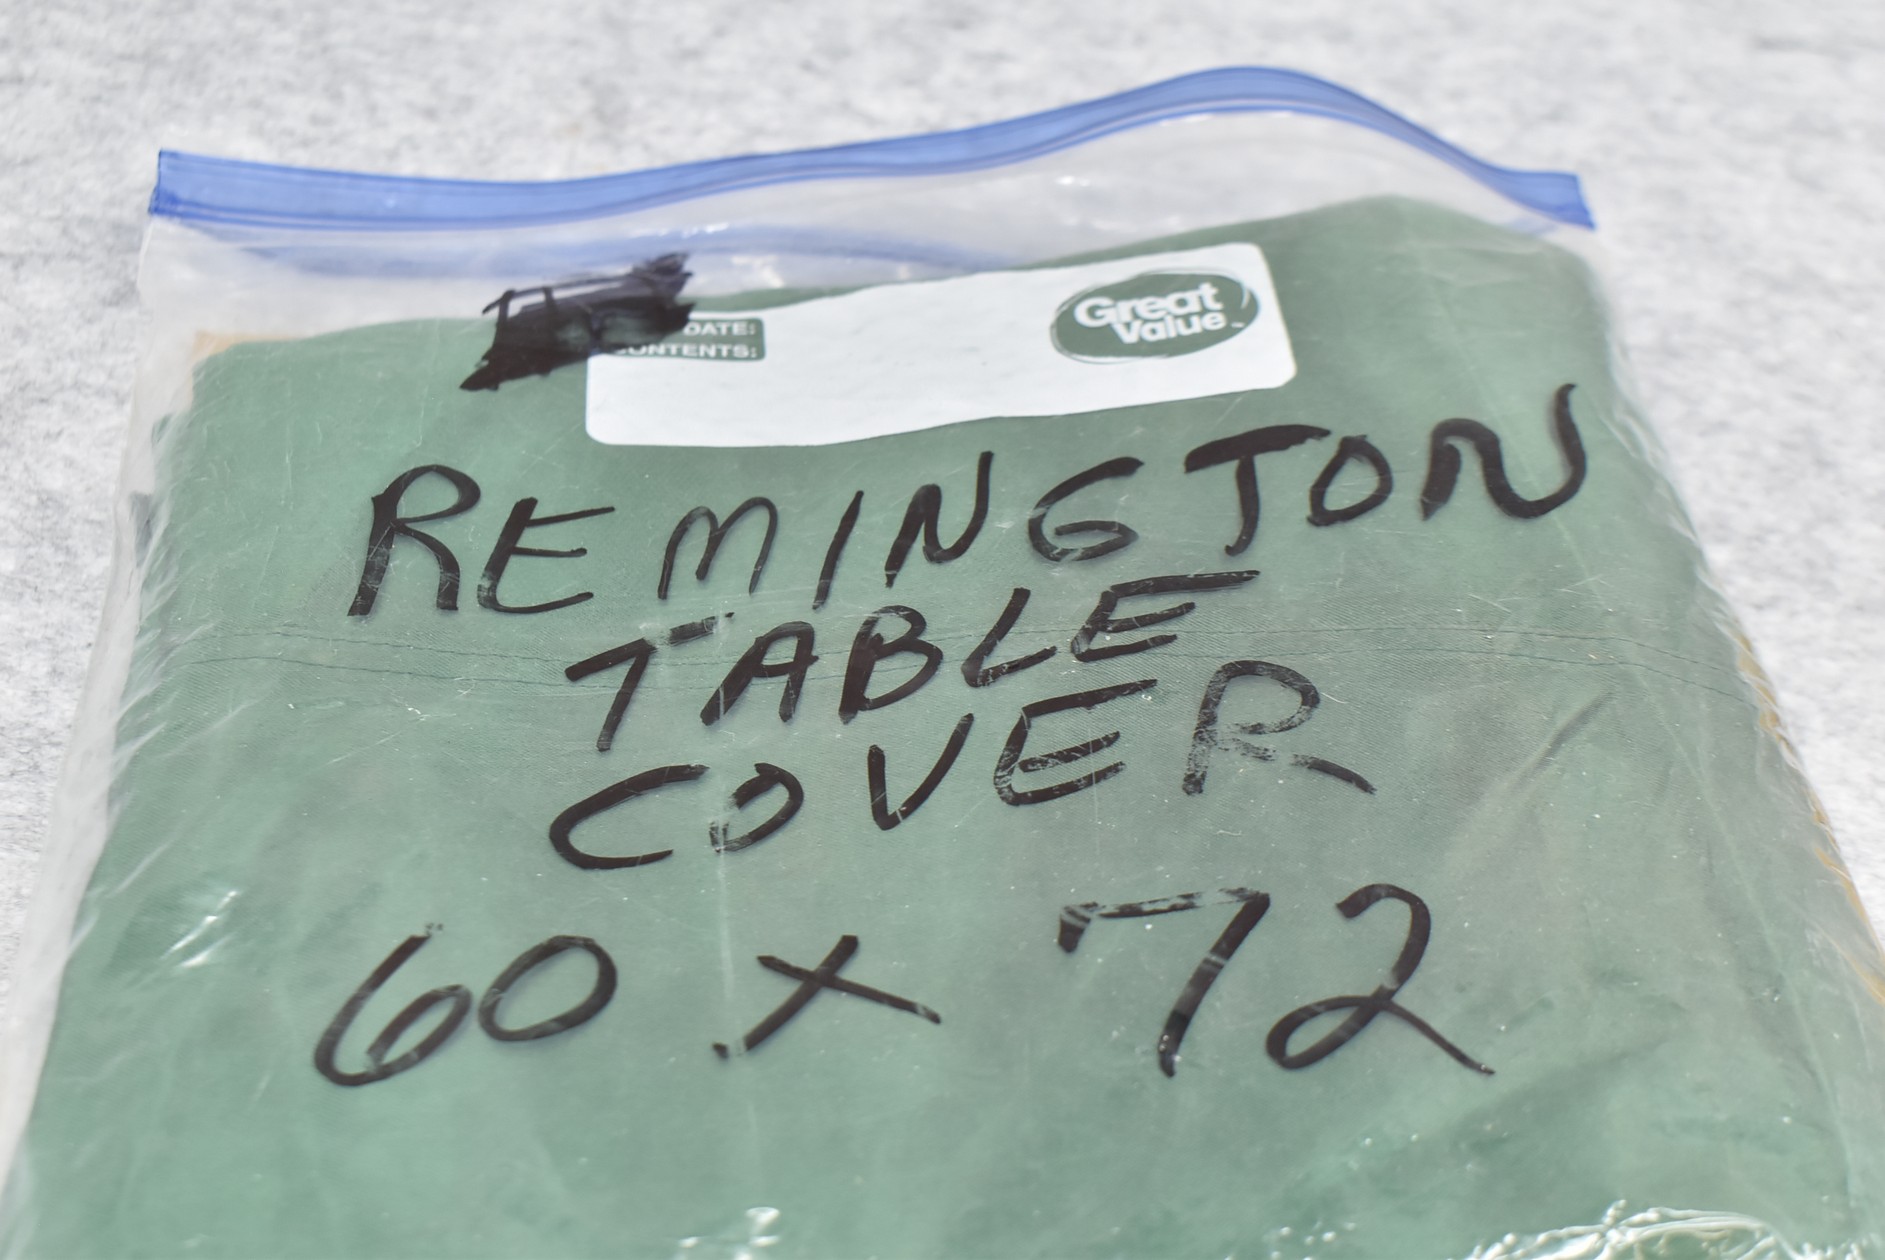 DATE:
CONTENTS:
Great
Value
REMINGTON
TABLE
COVER
60 x 72